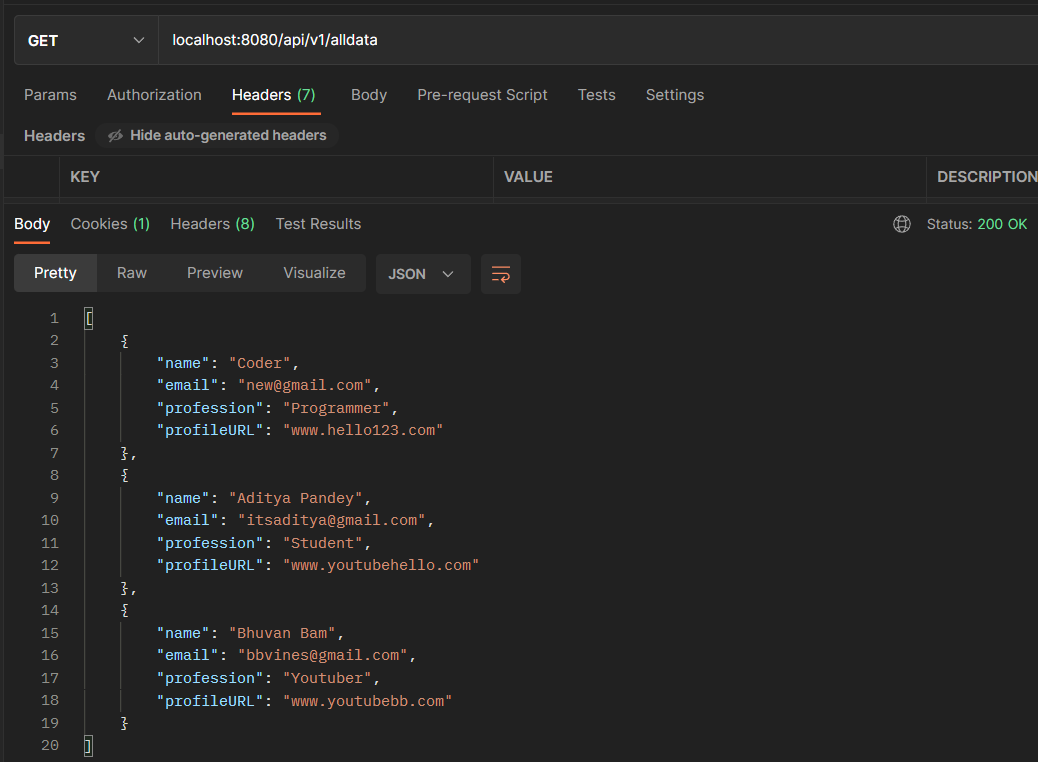 GET localhost:8080/api/v1/alldata
Params Authorization Headers (7) Body Pre-request Script Tests Settings
Headers Hide auto-generated headers
KEY VALUE DESCRIPTION
Body Cookies (1) Headers (8) Test Results Status: 200 OK
Pretty Raw Preview Visualize JSON
1 [
2 {
3 "name": "Coder",
4 "email": "new@gmail.com",
5 "profession": "Programmer",
6 "profileURL": "www.hello123.com"
7 },
8 {
9 "name": "Aditya Pandey",
10 "email": "itsaditya@gmail.com",
11 "profession": "Student",
12 "profileURL": "www.youtubehello.com"
13 },
14 {
15 "name": "Bhuvan Bam",
16 "email": "bbvines@gmail.com",
17 "profession": "Youtuber",
18 "profileURL": "www.youtubebb.com"
19 }
20 ]